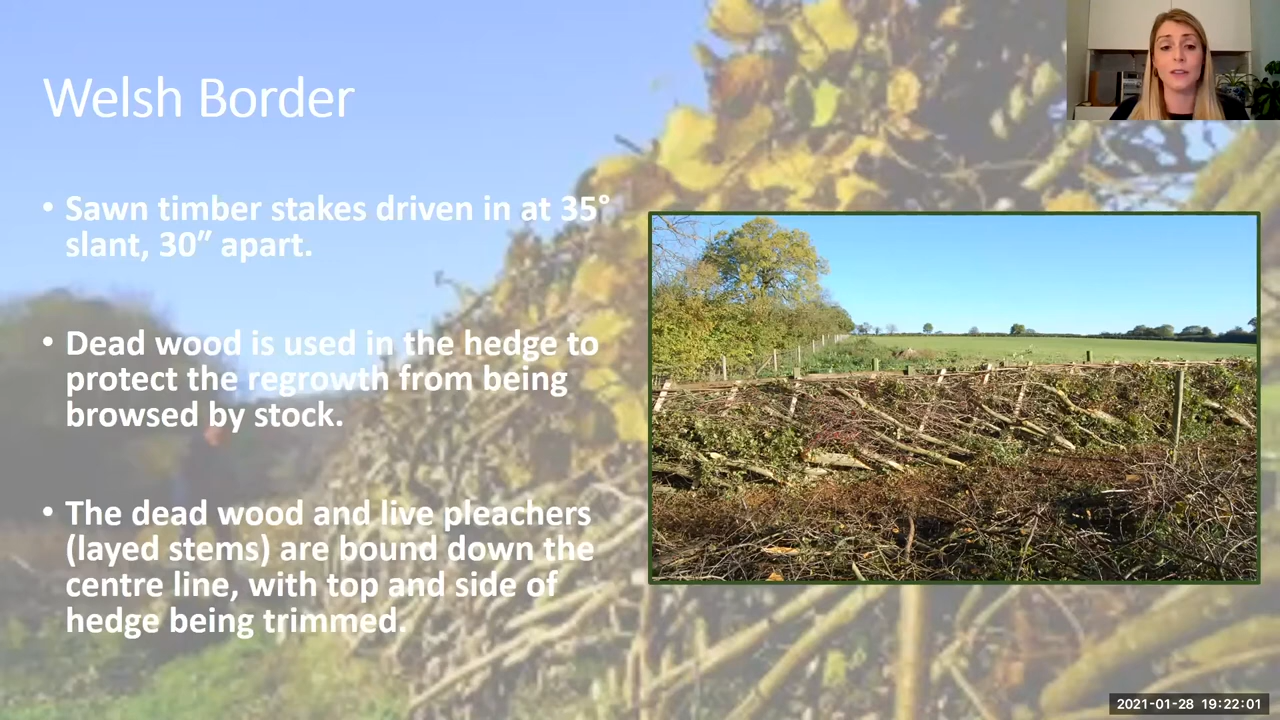 Welsh Border
• Sawn timber stakes driven in at 35°
slant, 30” apart.
• Dead wood is used in the hedge to
protect the regrowth from being
browsed by stock.
• The dead wood and live pleachers
(layed stems) are bound down the
centre line, with top and side of
hedge being trimmed.
2021-01-28 19:22:01